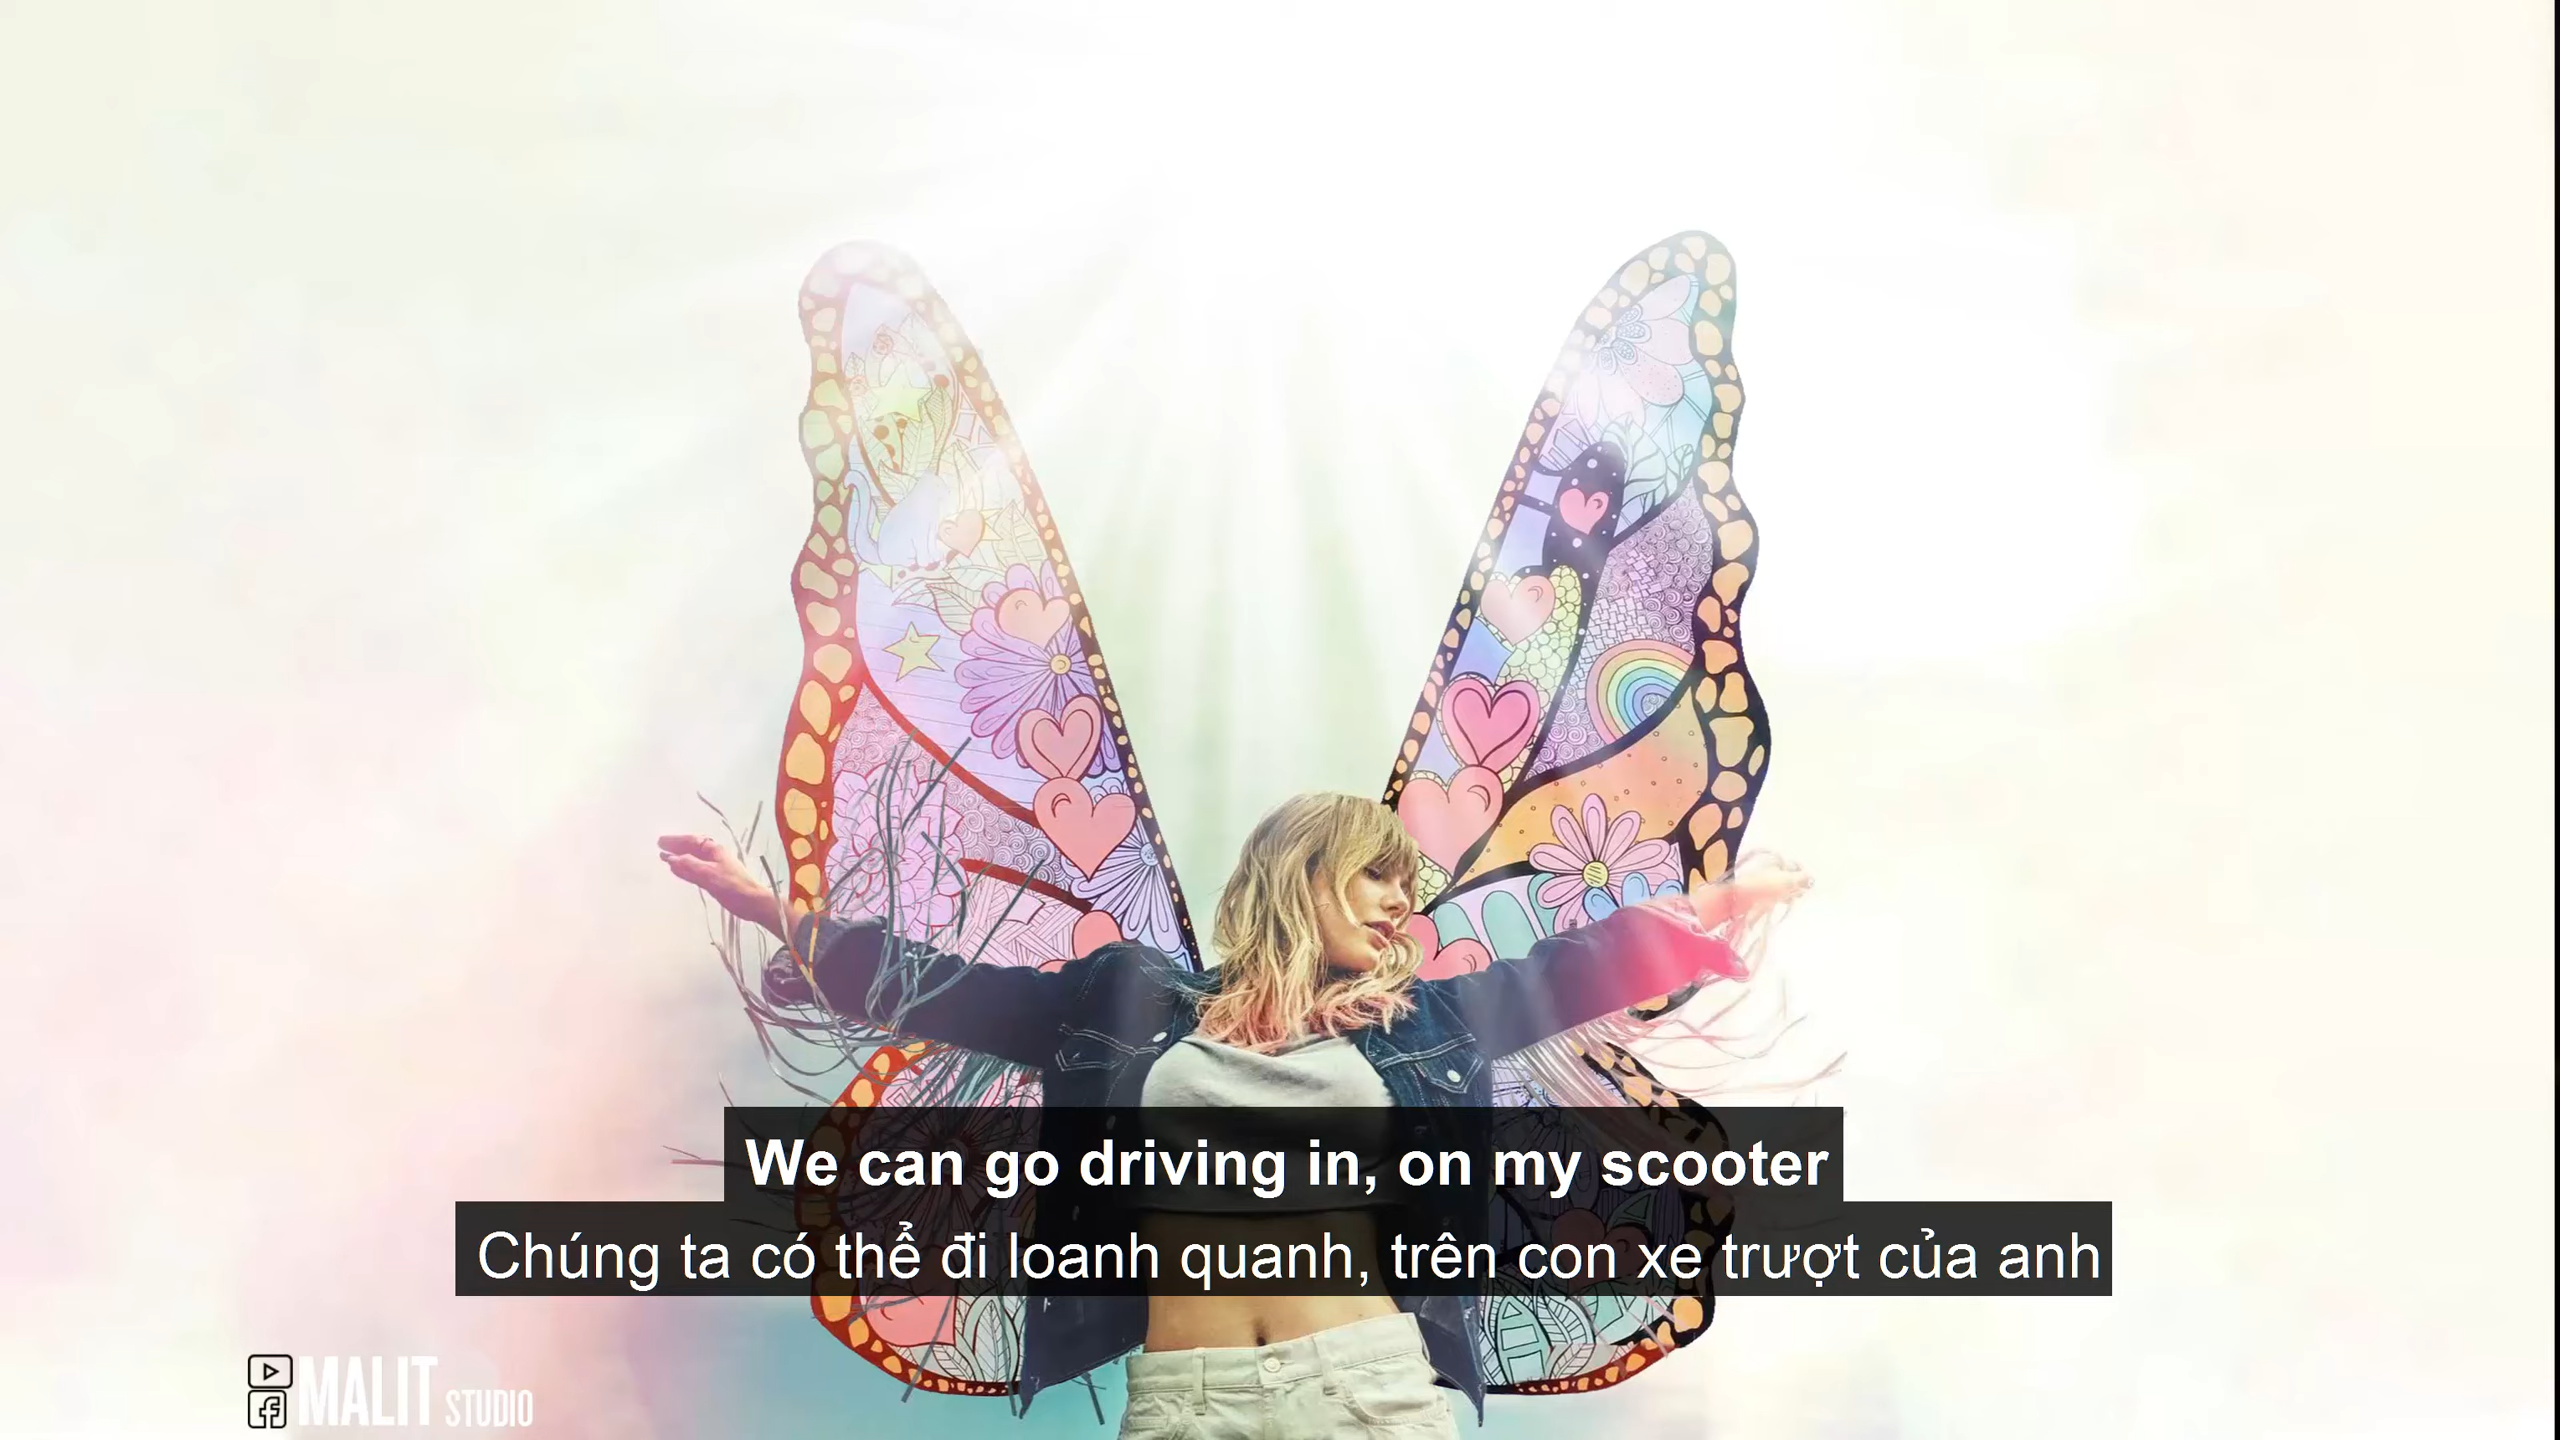 We can go driving in, on my scooter
Chúng ta có thể đi loanh quanh, trên con xe trượt của anh
MALIT STUDIO